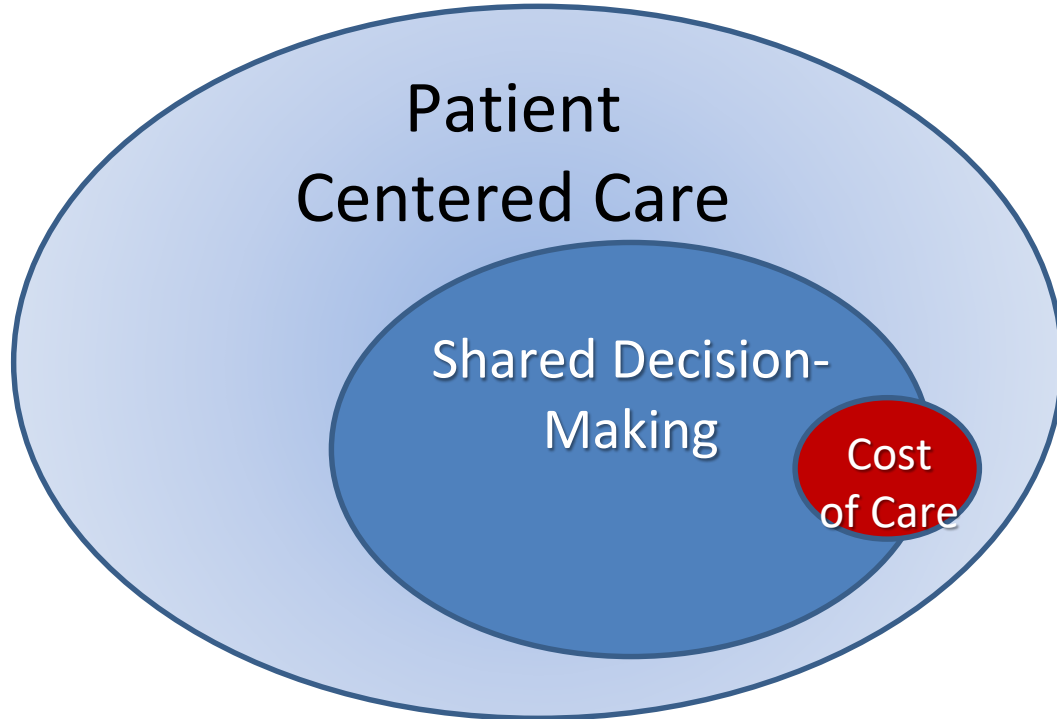 Patient
Centered Care
Shared Decision-
Making
Cost
of Care